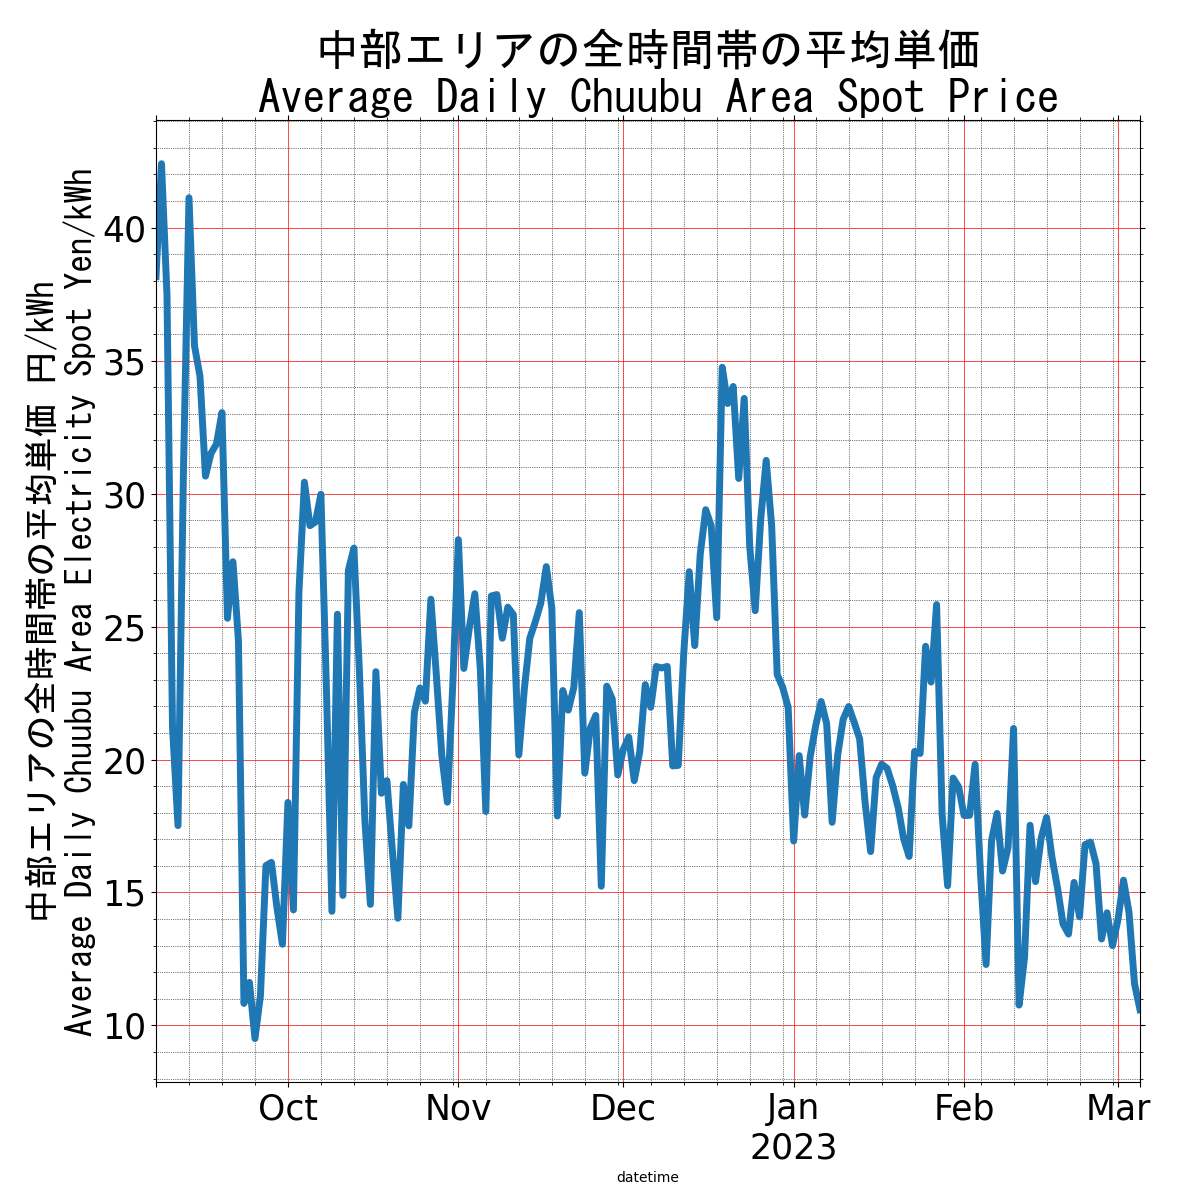 中部エリアの全時間帯の平均単価
Average Daily Chuubu Area Spot Price
中部エリアの全時間帯の平均単価 円/kWh
Average Daily Chuubu Area Electricity Spot Yen/kWh
40
35
30
25
20
15
10
Oct Nov Dec Jan Feb Mar
2023
datetime